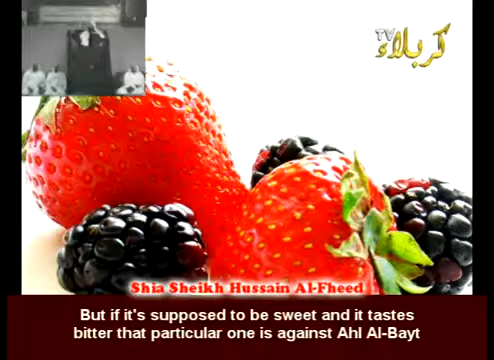 كربلاء
TV
Shia Sheikh Hussain Al-Fheed
But if it's supposed to be sweet and it tastes
bitter that particular one is against Ahl Al-Bayt